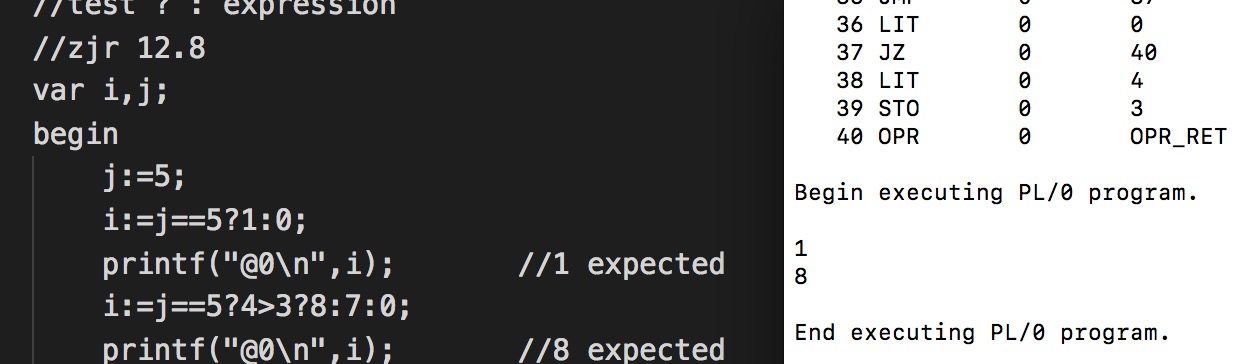 //test ? : expression
//zjr 12.8
var i,j;
begin
j:=5;
i:=j==5?1:0;
printf("@0\n",i); //1 expected
i:=j==5?4>3?8:7:0;
printf("@0\n",i); //8 expected
36 LIT 0 0
37 JZ 40
38 LIT 0 4
39 STO 0 3
40 OPR 0 OPR_RET
Begin executing PL/0 program.
1
8
End executing PL/0 program.